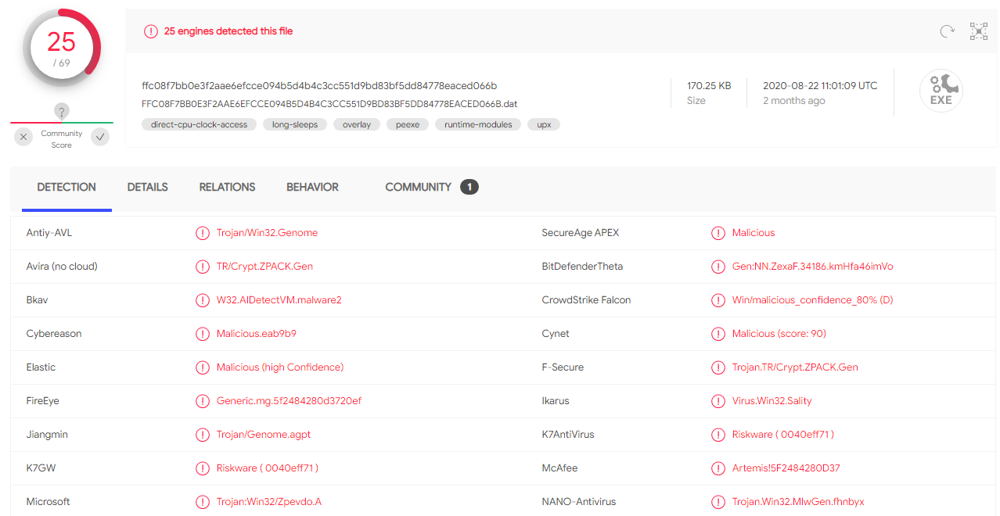 25
/ 69
?
Community
Score
25 engines detected this file
ffc08f7bb0e3f2aae6efcce094b5d4b4c3cc551d9bd83bf5dd84778eaced066b
FFC08F7BB0E3F2AAE6EFCCE094B5D4B4C3CC551D9BD83BF5DD84778EACED066B.dat
direct-cpu-clock-access long-sleeps overlay peexe runtime-modules upx
170.25 KB
Size
2020-08-22 11:01:09 UTC
2 months ago
EXE
DETECTION DETAILS RELATIONS BEHAVIOR COMMUNITY 1
Antiy-AVL Trojan/Win32.Genome SecureAge APEX Malicious
Avira (no cloud) TR/Crypt.ZPACK.Gen BitDefenderTheta Gen:NN.ZexaF.34186.kmHfa46imVo
Bkav W32.AIDetectVM.malware2 CrowdStrike Falcon Win/malicious_confidence_80% (D)
Cybereason Malicious.eab9b9 Cynet Malicious (score: 90)
Elastic Malicious (high Confidence) F-Secure Trojan.TR/Crypt.ZPACK.Gen
FireEye Generic.mg.5f2484280d3720ef Ikarus Virus.Win32.Sality
Jiangmin Trojan/Genome.agpt K7AntiVirus Riskware ( 0040eff71 )
K7GW Riskware ( 0040eff71 ) McAfee Artemis!5F2484280D37
Microsoft Trojan:Win32/Zpevdo.A NANO-Antivirus Trojan.Win32.MlwGen.fhnbyx